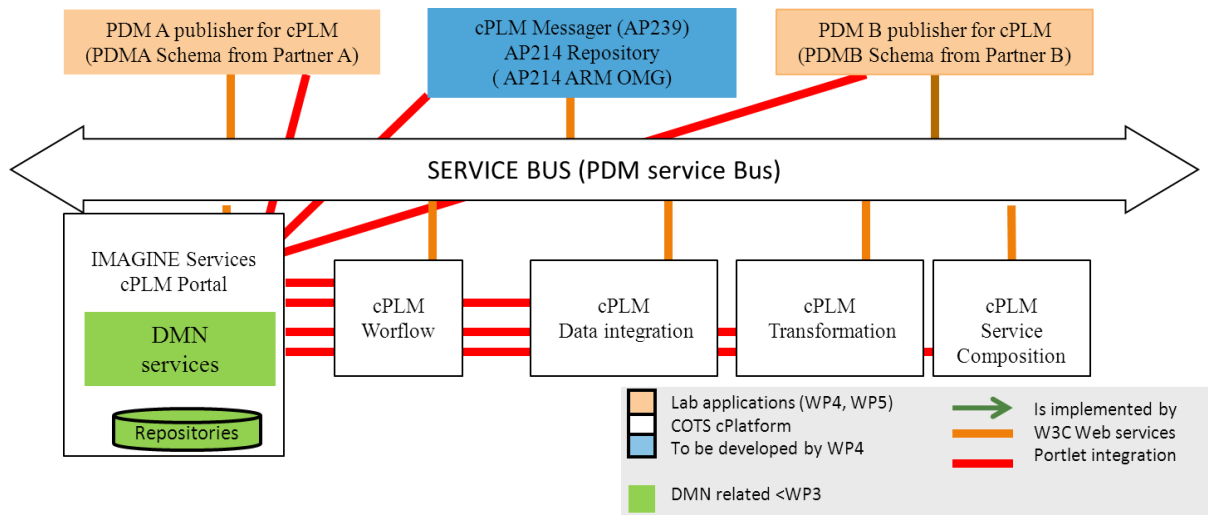 PDM A publisher for cPLM
(PDMA Schema from Partner A)
cPLM Messager (AP239)
AP214 Repository
( AP214 ARM OMG)
PDM B publisher for cPLM
(PDMB Schema from Partner B)
SERVICE BUS (PDM service Bus)
IMAGINE Services
cPLM Portal
DMN
services
Repositories
cPLM
Worflow
cPLM
Data integration
cPLM
Transformation
cPLM
Service
Composition
Lab applications (WP4, WP5)
COTS cPlatform
To be developed by WP4
DMN related <WP3
Is implemented by
W3C Web services
Portlet integration